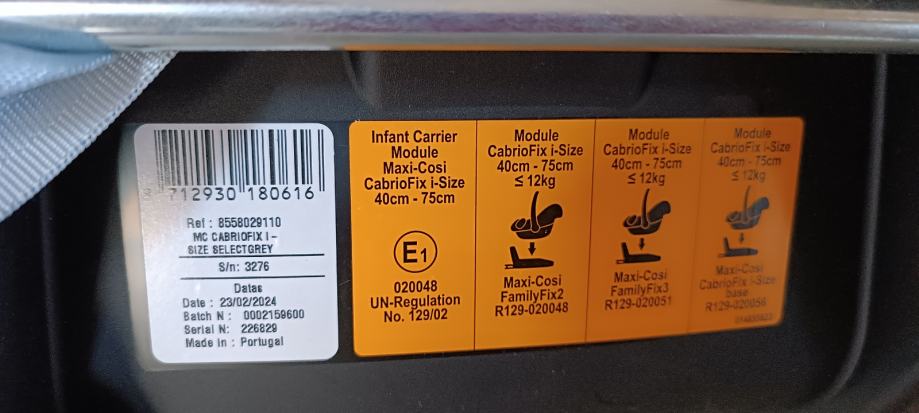 712930 180616
Ref : 8558029110
MC CABRIOFIX I-
SIZE SELECTGREY
S/n: 3276
Datas
Date : 23/02/2024
Batch N : 0002159600
Serial N: 226829
Made in : Portugal
Infant Carrier
Module
Maxi-Cosi
CabrioFix i-Size
40cm - 75cm
E1
020048
UN-Regulation
No. 129/02
Module
CabrioFix i-Size
40cm - 75cm
≤ 12kg
Maxi-Cosi
FamilyFix2
R129-020048
Module
CabrioFix i-Size
40cm - 75cm
≤ 12kg
Maxi-Cosi
FamilyFix3
R129-020051
Module
CabrioFix i-Size
40cm - 75cm
≤ 12kg
Maxi-Cosi
CabrioFix i-Size
base
R129-020056